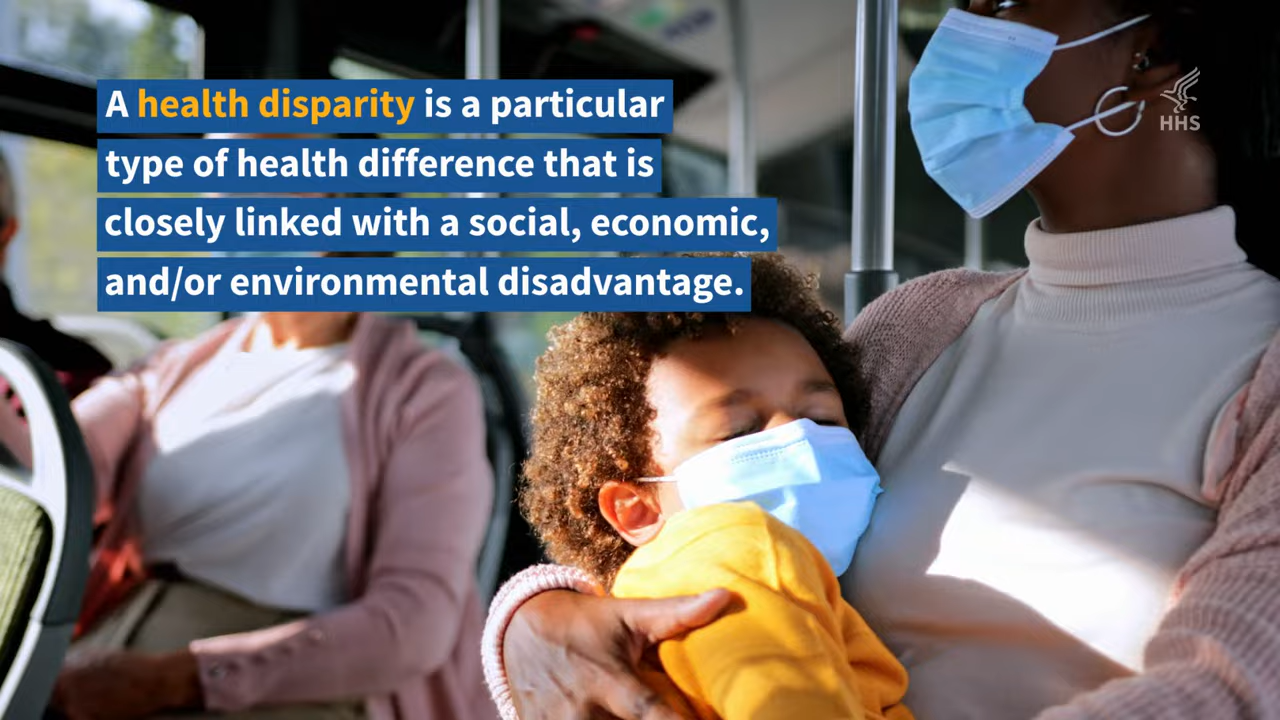 A health disparity is a particular
type of health difference that is
closely linked with a social, economic,
and/or environmental disadvantage.
HHS